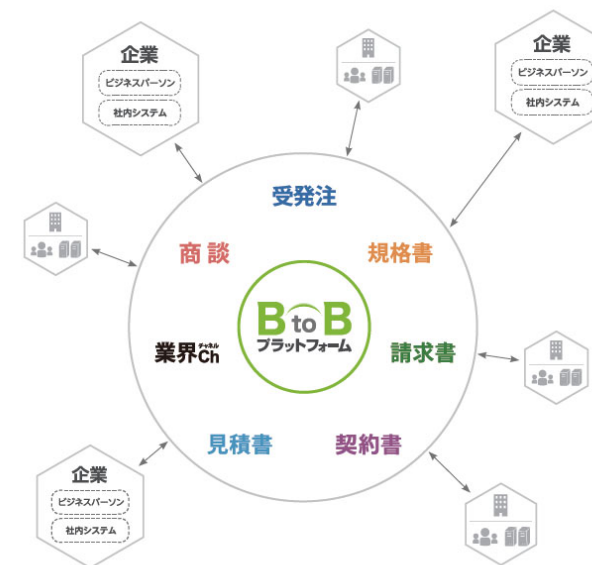 企業
ビジネスパーソン
社内システム
企業
ビジネスパーソン
社内システム
受発注
商談
規格書
BtoB
プラットフォーム
業界チャネルCh
請求書
見積書
契約書
企業
ビジネスパーソン
社内システム